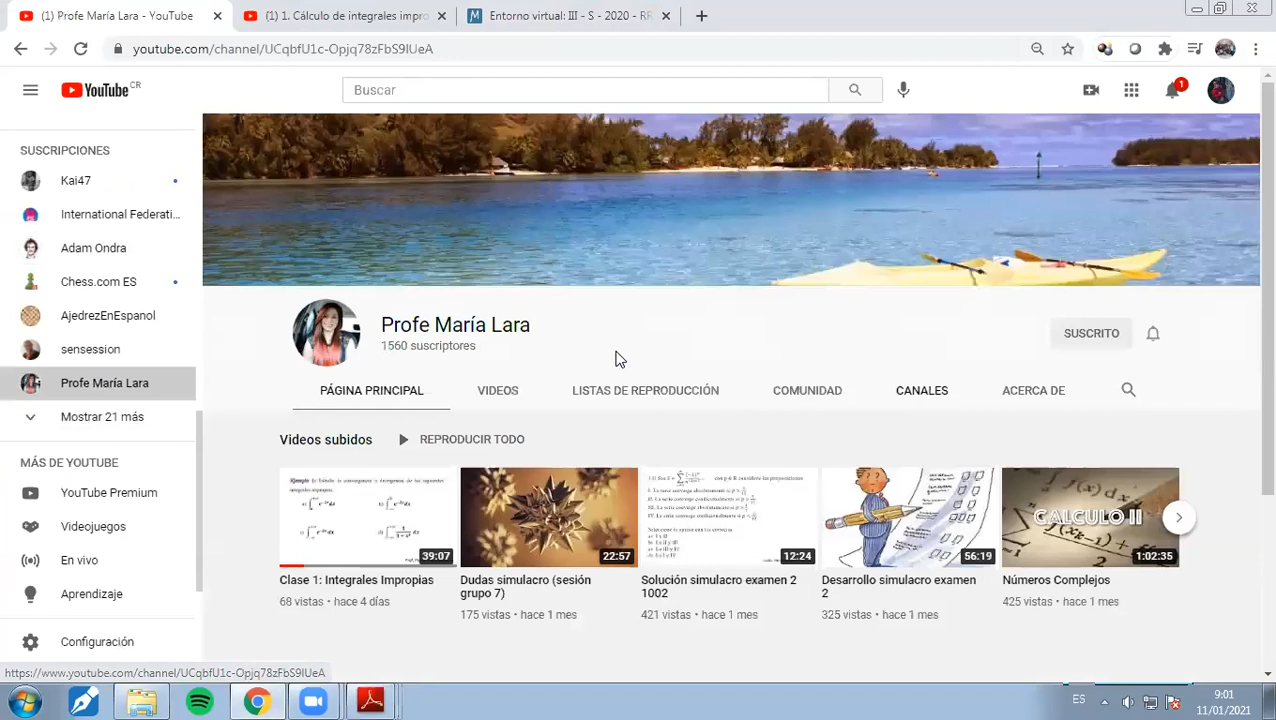 (1) Profe María Lara - YouTube
(1) 1. Cálculo de integrales impro
Entorno virtual: III - S - 2020 - RR
youtube.com/channel/UCqbfU1c-Opjq78zFbS9IUeA
YouTube CR
Buscar
1
SUSCRIPCIONES
Kai47
International Federati...
Adam Ondra
Chess.com ES
AjedrezEnEspanol
sensession
Profe María Lara
Mostrar 21 más
MÁS DE YOUTUBE
YouTube Premium
Videojuegos
En vivo
Aprendizaje
Configuración
Profe María Lara
1560 suscriptores
SUSCRITO
PÁGINA PRINCIPAL
VIDEOS
LISTAS DE REPRODUCCIÓN
COMUNIDAD
CANALES
ACERCA DE
Videos subidos
REPRODUCIR TODO
39:07
Clase 1: Integrales Impropias
68 vistas • hace 4 días
22:57
Dudas simulacro (sesión
grupo 7)
175 vistas • hace 1 mes
12:24
Solución simulacro examen 2
1002
421 vistas • hace 1 mes
56:19
Desarrollo simulacro examen
2
325 vistas • hace 1 mes
CALCULO II
1:02:35
Números Complejos
425 vistas • hace 1 mes
https://www.youtube.com/channel/UCqbfU1c-Opjq78zFbS9IUeA
ES
9:01
11/01/2021